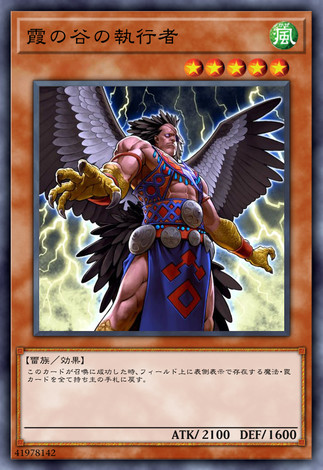 霞の谷の執行者
風
【雷族／効果】
このカードが召喚に成功した時、フィールド上に表側表示で存在する魔法・罠
カードを全て持ち主の手札に戻す。
ATK/ 2100 DEF/1600
41978142